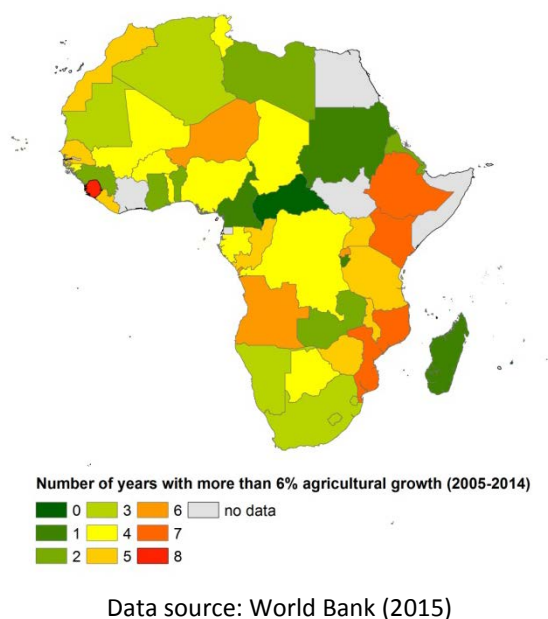 Number of years with more than 6% agricultural growth (2005-2014)
0 3 6 no data
1 4 7
2 5 8
Data source: World Bank (2015)